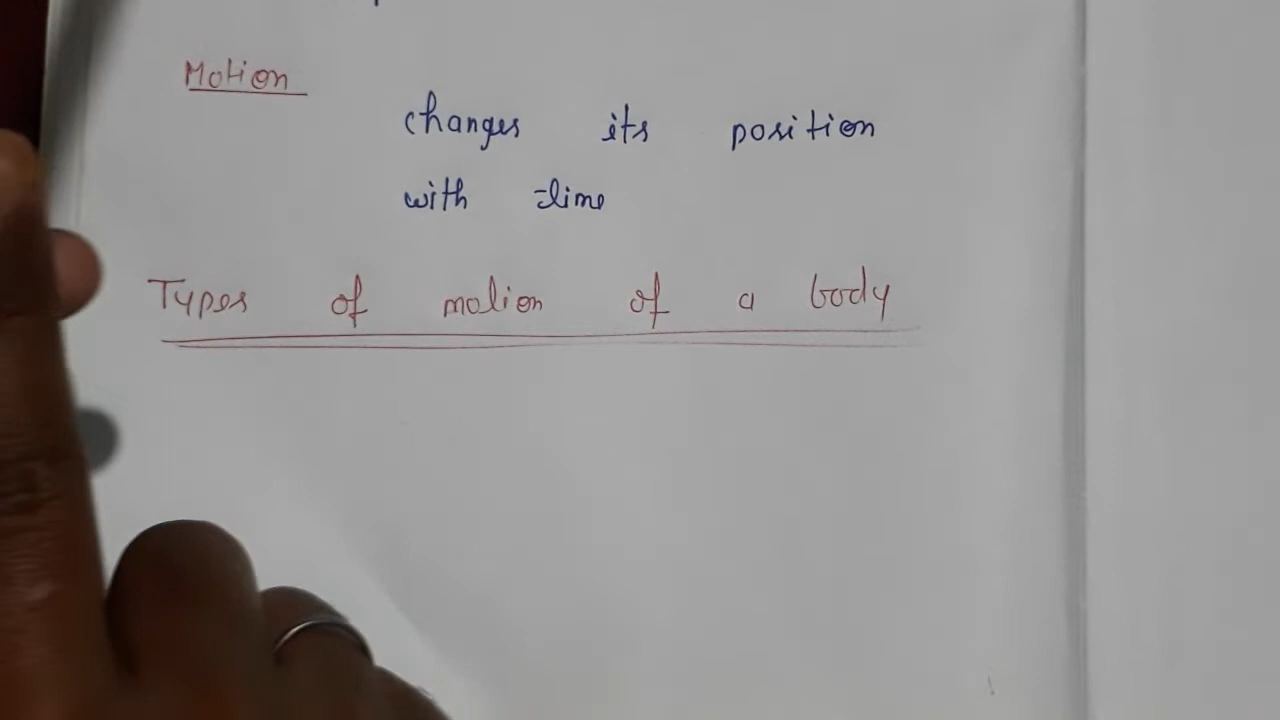 Motion
changes its position
with time
Types of motion of a body